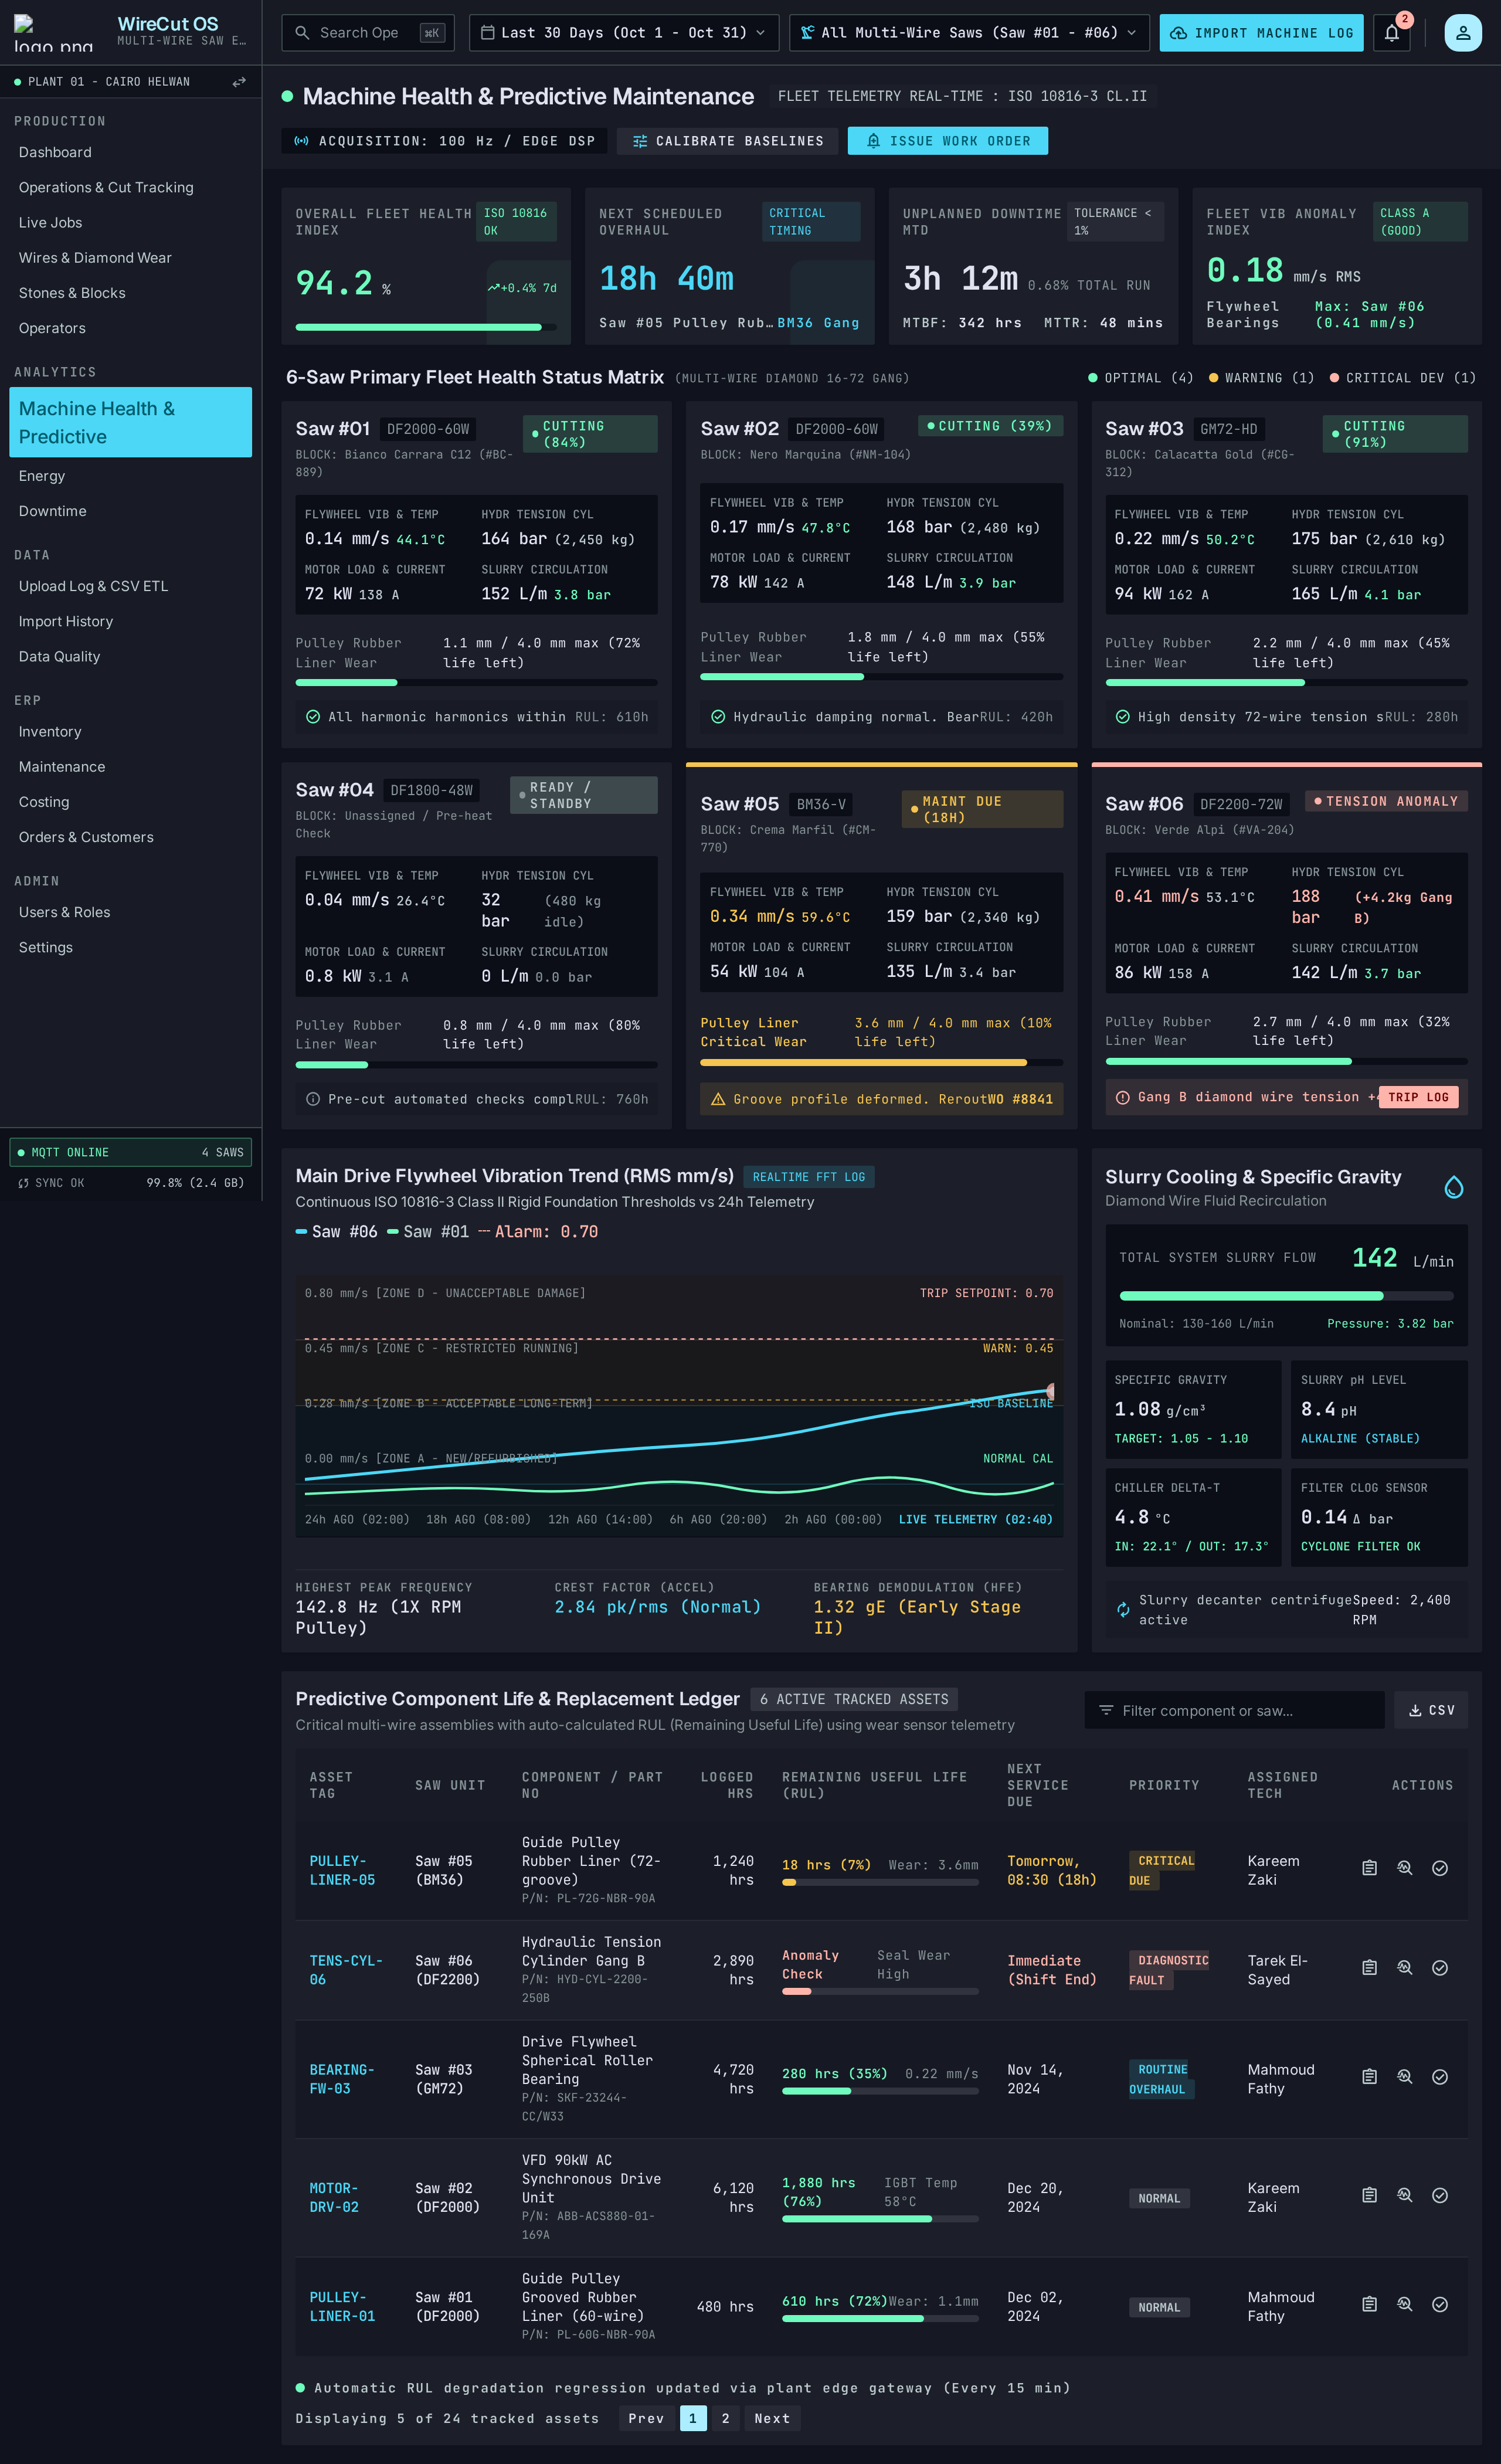 logo png
WireCut OS
MULTI-WIRE SAW E…
Search Ope
⌘K
Last 30 Days (Oct 1 - Oct 31)
All Multi-Wire Saws (Saw #01 - #06)
IMPORT MACHINE LOG
2
PLANT 01 - CAIRO HELWAN
PRODUCTION
Dashboard
Operations & Cut Tracking
Live Jobs
Wires & Diamond Wear
Stones & Blocks
Operators
ANALYTICS
Machine Health &
Predictive
Energy
Downtime
DATA
Upload Log & CSV ETL
Import History
Data Quality
ERP
Inventory
Maintenance
Costing
Orders & Customers
ADMIN
Users & Roles
Settings
MQTT ONLINE 4 SAWS
SYNC OK 99.8% (2.4 GB)
Machine Health & Predictive Maintenance
FLEET TELEMETRY REAL-TIME : ISO 10816-3 CL.II
ACQUISITION: 100 Hz / EDGE DSP
CALIBRATE BASELINES
ISSUE WORK ORDER
OVERALL FLEET HEALTH
INDEX
ISO 10816
OK
94.2 %
+0.4% 7d
NEXT SCHEDULED
OVERHAUL
CRITICAL
TIMING
18h 40m
Saw #05 Pulley Rub… BM36 Gang
UNPLANNED DOWNTIME
MTD
TOLERANCE <
1%
3h 12m 0.68% TOTAL RUN
MTBF: 342 hrs MTTR: 48 mins
FLEET VIB ANOMALY
INDEX
CLASS A
(GOOD)
0.18 mm/s RMS
Flywheel
Bearings
Max: Saw #06
(0.41 mm/s)
6-Saw Primary Fleet Health Status Matrix (MULTI-WIRE DIAMOND 16-72 GANG)
OPTIMAL (4) WARNING (1) CRITICAL DEV (1)
Saw #01 DF2000-60W
CUTTING
(84%)
BLOCK: Bianco Carrara C12 (#BC-
889)
FLYWHEEL VIB & TEMP HYDR TENSION CYL
0.14 mm/s 44.1°C 164 bar (2,450 kg)
MOTOR LOAD & CURRENT SLURRY CIRCULATION
72 kW 138 A 152 L/m 3.8 bar
Pulley Rubber
Liner Wear
1.1 mm / 4.0 mm max (72%
life left)
All harmonic harmonics within RUL: 610h
Saw #02 DF2000-60W
CUTTING (39%)
BLOCK: Nero Marquina (#NM-104)
FLYWHEEL VIB & TEMP HYDR TENSION CYL
0.17 mm/s 47.8°C 168 bar (2,480 kg)
MOTOR LOAD & CURRENT SLURRY CIRCULATION
78 kW 142 A 148 L/m 3.9 bar
Pulley Rubber
Liner Wear
1.8 mm / 4.0 mm max (55%
life left)
Hydraulic damping normal. Bear RUL: 420h
Saw #03 GM72-HD
CUTTING
(91%)
BLOCK: Calacatta Gold (#CG-
312)
FLYWHEEL VIB & TEMP HYDR TENSION CYL
0.22 mm/s 50.2°C 175 bar (2,610 kg)
MOTOR LOAD & CURRENT SLURRY CIRCULATION
94 kW 162 A 165 L/m 4.1 bar
Pulley Rubber
Liner Wear
2.2 mm / 4.0 mm max (45%
life left)
High density 72-wire tension s RUL: 280h
Saw #04 DF1800-48W
READY /
STANDBY
BLOCK: Unassigned / Pre-heat
Check
FLYWHEEL VIB & TEMP HYDR TENSION CYL
0.04 mm/s 26.4°C
32
bar
(480 kg
idle)
MOTOR LOAD & CURRENT SLURRY CIRCULATION
0.8 kW 3.1 A 0 L/m 0.0 bar
Pulley Rubber
Liner Wear
0.8 mm / 4.0 mm max (80%
life left)
Pre-cut automated checks compl RUL: 760h
Saw #05 BM36-V
MAINT DUE
(18H)
BLOCK: Crema Marfil (#CM-
770)
FLYWHEEL VIB & TEMP HYDR TENSION CYL
0.34 mm/s 59.6°C 159 bar (2,340 kg)
MOTOR LOAD & CURRENT SLURRY CIRCULATION
54 kW 104 A 135 L/m 3.4 bar
Pulley Liner
Critical Wear
3.6 mm / 4.0 mm max (10%
life left)
Groove profile deformed. Rerout WO #8841
Saw #06 DF2200-72W
TENSION ANOMALY
BLOCK: Verde Alpi (#VA-204)
FLYWHEEL VIB & TEMP HYDR TENSION CYL
0.41 mm/s 53.1°C
188
bar
(+4.2kg Gang
B)
MOTOR LOAD & CURRENT SLURRY CIRCULATION
86 kW 158 A 142 L/m 3.7 bar
Pulley Rubber
Liner Wear
2.7 mm / 4.0 mm max (32%
life left)
Gang B diamond wire tension + TRIP LOG
Main Drive Flywheel Vibration Trend (RMS mm/s) REALTIME FFT LOG
Continuous ISO 10816-3 Class II Rigid Foundation Thresholds vs 24h Telemetry
Saw #06 Saw #01 Alarm: 0.70
0.80 mm/s [ZONE D - UNACCEPTABLE DAMAGE] TRIP SETPOINT: 0.70
0.45 mm/s [ZONE C - RESTRICTED RUNNING] WARN: 0.45
0.28 mm/s [ZONE B - ACCEPTABLE LONG-TERM] ISO BASELINE
0.00 mm/s [ZONE A - NEW/REFURBISHED] NORMAL CAL
24h AGO (02:00) 18h AGO (08:00) 12h AGO (14:00) 6h AGO (20:00) 2h AGO (00:00) LIVE TELEMETRY (02:40)
HIGHEST PEAK FREQUENCY
142.8 Hz (1X RPM
Pulley)
CREST FACTOR (ACCEL)
2.84 pk/rms (Normal)
BEARING DEMODULATION (HFE)
1.32 gE (Early Stage
II)
Slurry Cooling & Specific Gravity
Diamond Wire Fluid Recirculation
TOTAL SYSTEM SLURRY FLOW 142 L/min
Nominal: 130-160 L/min Pressure: 3.82 bar
SPECIFIC GRAVITY
1.08 g/cm³
TARGET: 1.05 - 1.10
SLURRY pH LEVEL
8.4 pH
ALKALINE (STABLE)
CHILLER DELTA-T
4.8 °C
IN: 22.1° / OUT: 17.3°
FILTER CLOG SENSOR
0.14 Δ bar
CYCLONE FILTER OK
Slurry decanter centrifuge
active
Speed: 2,400
RPM
Predictive Component Life & Replacement Ledger 6 ACTIVE TRACKED ASSETS
Critical multi-wire assemblies with auto-calculated RUL (Remaining Useful Life) using wear sensor telemetry
Filter component or saw...
CSV
ASSET
TAG
SAW UNIT
COMPONENT / PART
NO
LOGGED
HRS
REMAINING USEFUL LIFE
(RUL)
NEXT
SERVICE
DUE
PRIORITY
ASSIGNED
TECH
ACTIONS
PULLEY-
LINER-05
Saw #05
(BM36)
Guide Pulley
Rubber Liner (72-
groove)
P/N: PL-72G-NBR-90A
1,240
hrs
18 hrs (7%) Wear: 3.6mm
Tomorrow,
08:30 (18h)
CRITICAL
DUE
Kareem
Zaki
TENS-CYL-
06
Saw #06
(DF2200)
Hydraulic Tension
Cylinder Gang B
P/N: HYD-CYL-2200-
250B
2,890
hrs
Anomaly
Check
Seal Wear
High
Immediate
(Shift End)
DIAGNOSTIC
FAULT
Tarek El-
Sayed
BEARING-
FW-03
Saw #03
(GM72)
Drive Flywheel
Spherical Roller
Bearing
P/N: SKF-23244-
CC/W33
4,720
hrs
280 hrs (35%) 0.22 mm/s
Nov 14,
2024
ROUTINE
OVERHAUL
Mahmoud
Fathy
MOTOR-
DRV-02
Saw #02
(DF2000)
VFD 90kW AC
Synchronous Drive
Unit
P/N: ABB-ACS880-01-
169A
6,120
hrs
1,880 hrs
(76%)
IGBT Temp
58°C
Dec 20,
2024
NORMAL
Kareem
Zaki
PULLEY-
LINER-01
Saw #01
(DF2000)
Guide Pulley
Grooved Rubber
Liner (60-wire)
P/N: PL-60G-NBR-90A
480 hrs
610 hrs (72%) Wear: 1.1mm
Dec 02,
2024
NORMAL
Mahmoud
Fathy
Automatic RUL degradation regression updated via plant edge gateway (Every 15 min)
Displaying 5 of 24 tracked assets Prev 1 2 Next